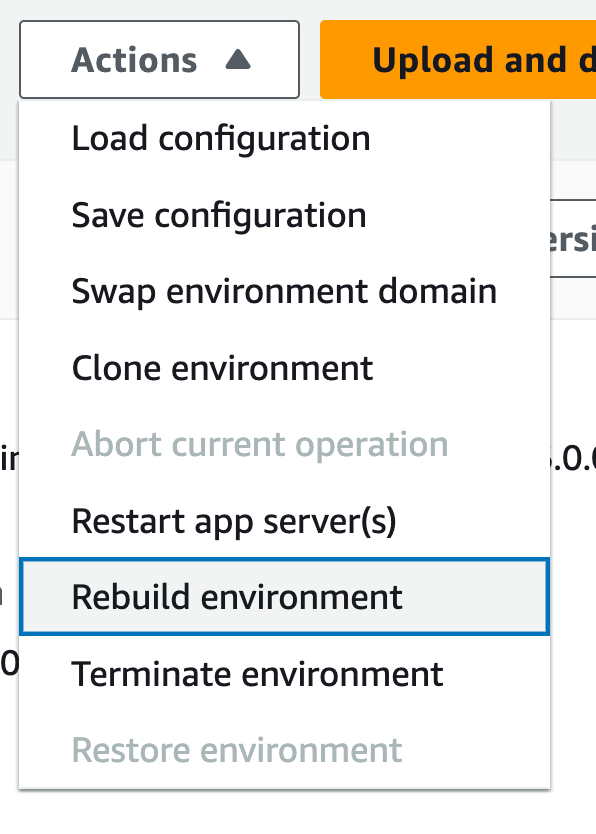 Actions
Upload and
Load configuration
Save configuration
Swap environment domain
Clone environment
Abort current operation
Restart app server(s)
Rebuild environment
Terminate environment
Restore environment